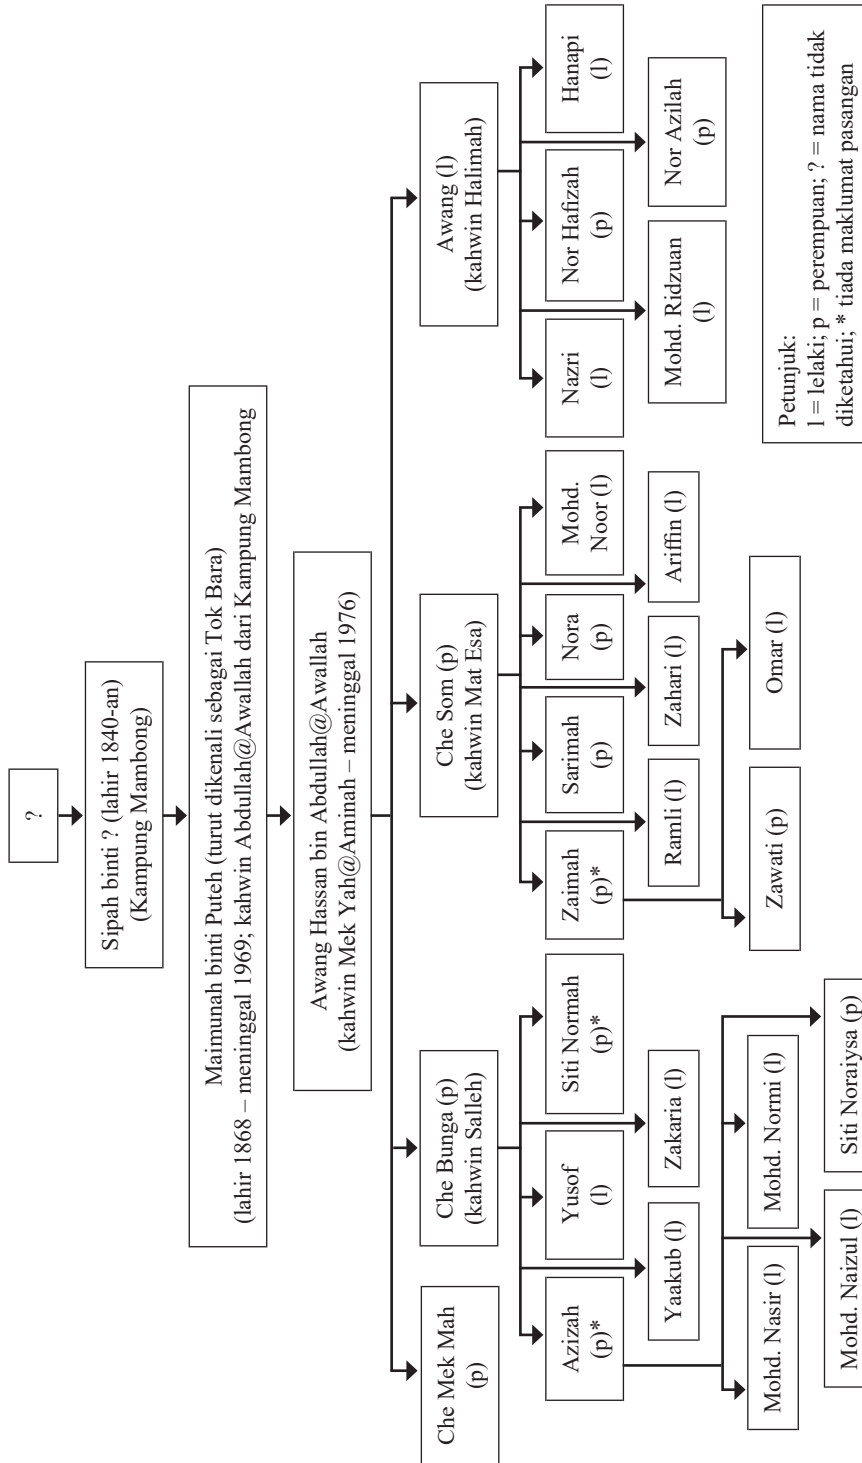 ?
Sipah binti ? (lahir 1840-an)
(Kampung Mambong)
Maimunah binti Puteh (turut dikenali sebagai Tok Bara)
(lahir 1868 – meninggal 1969; kahwin Abdullah@Awallah dari Kampung Mambong
Awang Hassan bin Abdullah@Awallah
(kahwin Mek Yah@Aminah – meninggal 1976)
Che Mek Mah
(p)
Che Bunga (p)
(kahwin Salleh)
Che Som (p)
(kahwin Mat Esa)
Awang (l)
(kahwin Halimah)
Azizah
(p)*
Yusof
(l)
Siti Normah
(p)*
Zaimah
(p)*
Sarimah
(p)
Nora
(p)
Mohd.
Noor (l)
Nazri
(l)
Nor Hafizah
(p)
Hanapi
(l)
Yaakub (l)
Zakaria (l)
Ramli (l)
Zahari (l)
Ariffin (l)
Mohd. Ridzuan
(l)
Nor Azilah
(p)
Mohd. Nasir (l)
Mohd. Normi (l)
Zawati (p)
Omar (l)
Mohd. Naizul (l)
Siti Noraiysa (p)
Petunjuk:
l = lelaki; p = perempuan; ? = nama tidak
diketahui; * tiada maklumat pasangan